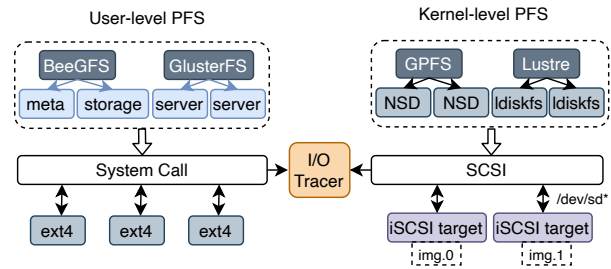 User-level PFS
Kernel-level PFS
BeeGFS
GlusterFS
GPFS
Lustre
meta
storage
server
server
NSD
NSD
ldiskfs
ldiskfs
System Call
I/O
Tracer
SCSI
/dev/sd*
ext4
ext4
ext4
iSCSI target
iSCSI target
img.0
img.1